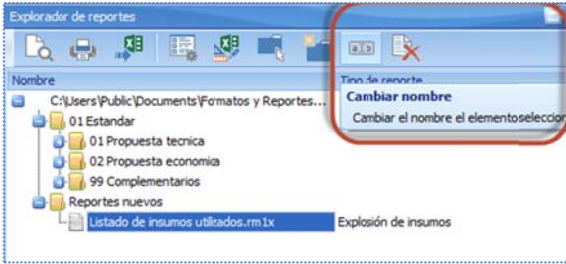 Explorador de reportes
Nombre
Tipo de reporte
Cambiar nombre
Cambiar el nombre el elementoseleccion
C:\Users\Public\Documents\Formatos y Reportes...
01 Estandar
01 Propuesta tecnica
02 Propuesta economica
99 Complementarios
Reportes nuevos
Listado de insumos utilizados.rm1x Explosión de insumos